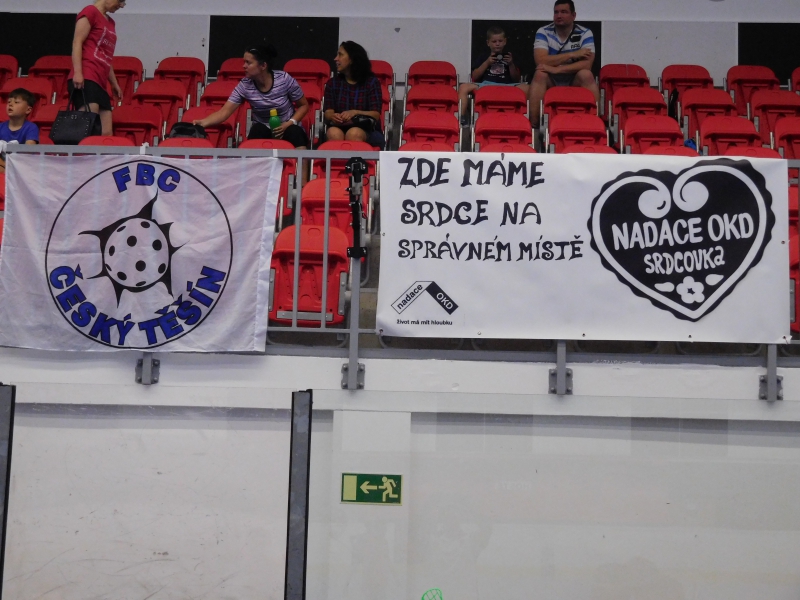 FBC
ČESKÝ TĚŠÍN
ZDE MÁME
SRDCE NA
SPRÁVNÉM MÍSTĚ
nadace OKD
život má mít hloubku
NADACE OKD
SRDCOVKA